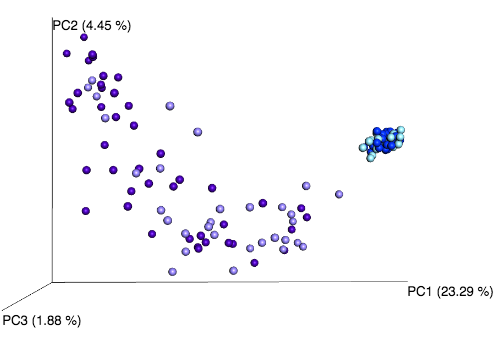 PC2 (4.45 %)
PC1 (23.29 %)
PC3 (1.88 %)